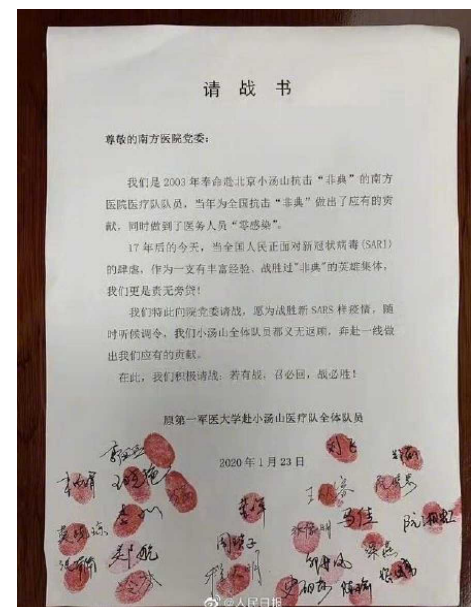 请战书
尊敬的南方医院党委：
我们是2003年奉命赴北京小汤山抗击“非典”的南方
医院医疗队队员，当年为全国抗击“非典”做出了应有的贡
献，同时做到了医务人员“零感染”。
17年后的今天，当全国人民正面对新冠状病毒(SARI)
的肆虐，作为一支有丰富经验、战胜过“非典”的英雄集体，
我们更是责无旁贷！
我们特此向院党委请战，愿为战胜新SARS样疫情，随
时听候调令，我们小汤山全体队员都义无返顾，奔赴一线做
出我们应有的贡献。
在此，我们积极请战：若有战，召必回，战必胜！
原第一军医大学赴小汤山医疗队全体队员
2020年1月23日
刘飞
马佳
@人民日报